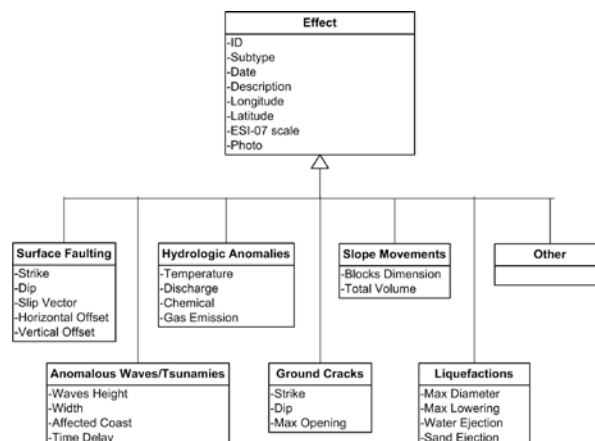 Effect
-ID
-Subtype
-Date
-Description
-Longitude
-Latitude
-ESI-07 scale
-Photo
Surface Faulting
-Strike
-Dip
-Slip Vector
-Horizontal Offset
-Vertical Offset
Hydrologic Anomalies
-Temperature
-Discharge
-Chemical
-Gas Emission
Slope Movements
-Blocks Dimension
-Total Volume
Other
Anomalous Waves/Tsunamies
-Waves Height
-Width
-Affected Coast
-Time Delay
Ground Cracks
-Strike
-Dip
-Max Opening
Liquefactions
-Max Diameter
-Max Lowering
-Water Ejection
-Sand Ejection